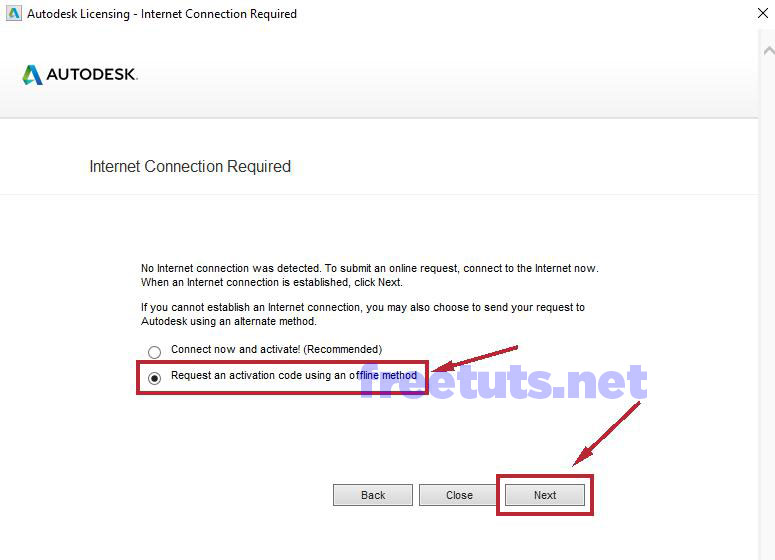 Autodesk Licensing - Internet Connection Required
AUTODESK.
Internet Connection Required
No Internet connection was detected. To submit an online request, connect to the Internet now.
When an Internet connection is established, click Next.
If you cannot establish an Internet connection, you may also choose to send your request to
Autodesk using an alternate method.
Connect now and activate! (Recommended)
Request an activation code using an offline method
freetuts.net
Back Close Next